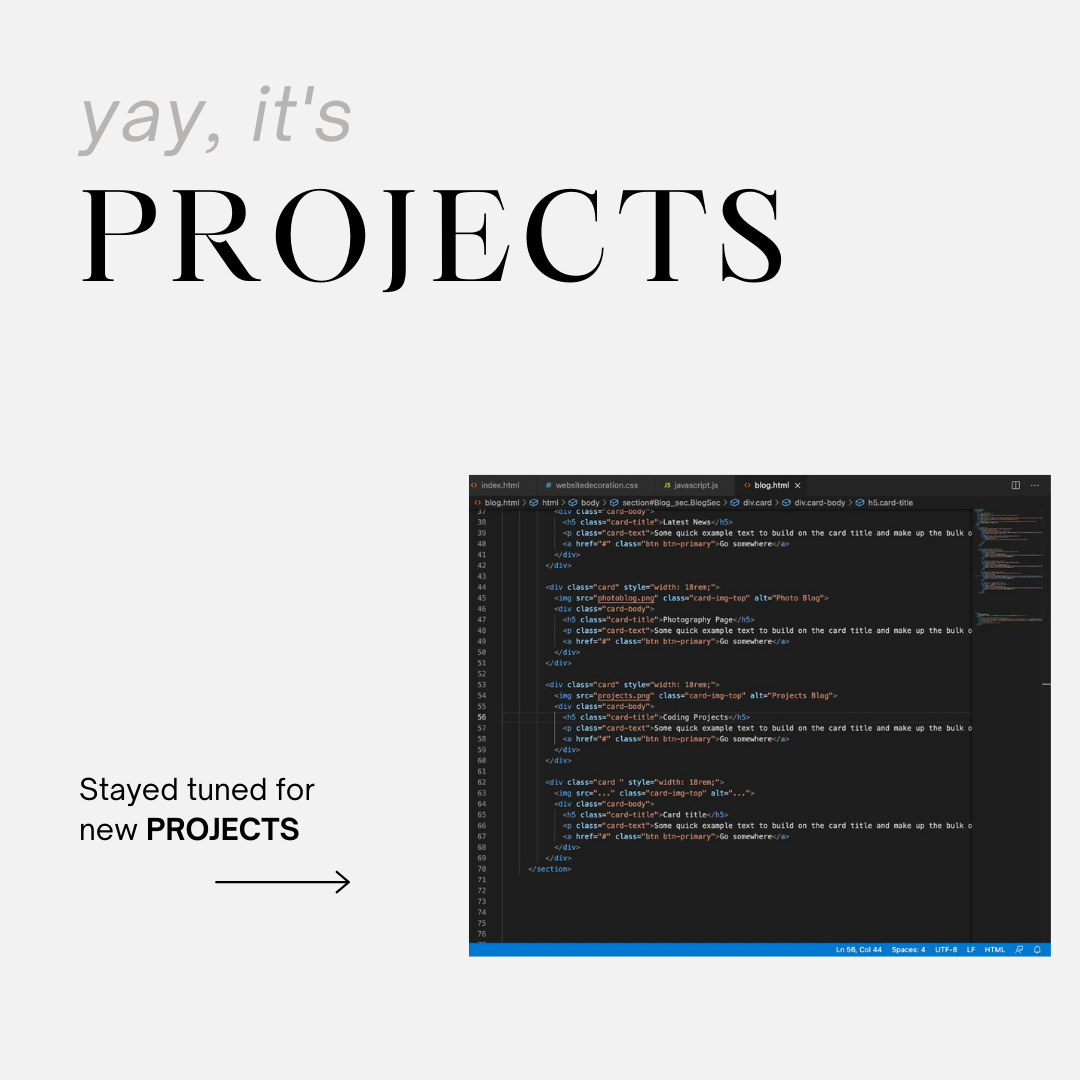 yay, it's
PROJECTS
index.html # websitedecoration.css JS javascript.js blog.html
blog.html > html > body > section#Blog_sec.BlogSec > div.card > div.card-body > h5.card-title
37 <div class="card-body">
38 <h5 class="card-title">Latest News</h5>
39 <p class="card-text">Some quick example text to build on the card title and make up the bulk o
40 <a href="#" class="btn btn-primary">Go somewhere</a>
41 </div>
42 </div>
43
44 <div class="card" style="width: 18rem;">
45 <img src="photoblog.png" class="card-img-top" alt="Photo Blog">
46 <div class="card-body">
47 <h5 class="card-title">Photography Page</h5>
48 <p class="card-text">Some quick example text to build on the card title and make up the bulk o
49 <a href="#" class="btn btn-primary">Go somewhere</a>
50 </div>
51 </div>
52
53 <div class="card" style="width: 18rem;">
54 <img src="projects.png" class="card-img-top" alt="Projects Blog">
55 <div class="card-body">
56 <h5 class="card-title">Coding Projects</h5>
57 <p class="card-text">Some quick example text to build on the card title and make up the bulk o
58 <a href="#" class="btn btn-primary">Go somewhere</a>
59 </div>
60 </div>
61
62 <div class="card " style="width: 18rem;">
63 <img src="..." class="card-img-top" alt="...">
64 <div class="card-body">
65 <h5 class="card-title">Card title</h5>
66 <p class="card-text">Some quick example text to build on the card title and make up the bulk o
67 <a href="#" class="btn btn-primary">Go somewhere</a>
68 </div>
69 </div>
70 </section>
71
72
73
74
75
76
Ln 56, Col 44 Spaces: 4 UTF-8 LF HTML
Stayed tuned for
new PROJECTS